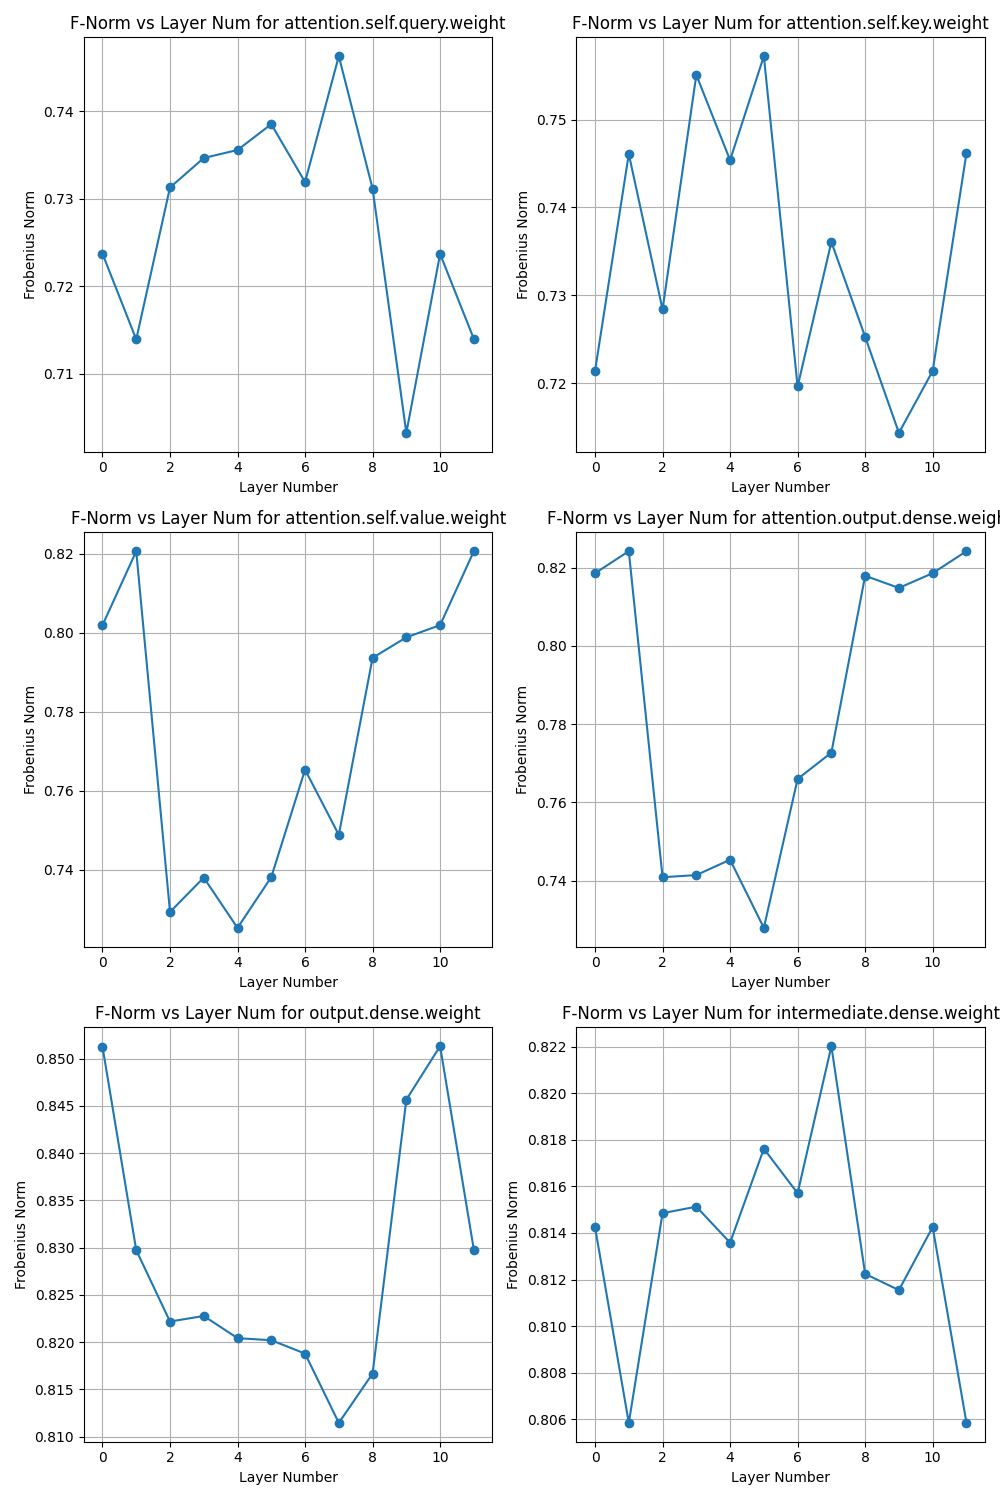 F-Norm vs Layer Num for attention.self.query.weight
0.74
0.73
0.72
0.71
Frobenius Norm
0 2 4 6 8 10
Layer Number
F-Norm vs Layer Num for attention.self.key.weight
0.75
0.74
0.73
0.72
Frobenius Norm
0 2 4 6 8 10
Layer Number
F-Norm vs Layer Num for attention.self.value.weight
0.82
0.80
0.78
0.76
0.74
Frobenius Norm
0 2 4 6 8 10
Layer Number
F-Norm vs Layer Num for attention.output.dense.weigh
0.82
0.80
0.78
0.76
0.74
Frobenius Norm
0 2 4 6 8 10
Layer Number
F-Norm vs Layer Num for output.dense.weight
0.850
0.845
0.840
0.835
0.830
0.825
0.820
0.815
0.810
Frobenius Norm
0 2 4 6 8 10
Layer Number
F-Norm vs Layer Num for intermediate.dense.weight
0.822
0.820
0.818
0.816
0.814
0.812
0.810
0.808
0.806
Frobenius Norm
0 2 4 6 8 10
Layer Number